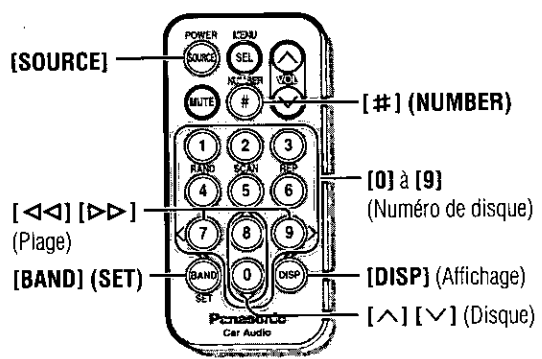 POWER MENU
[SOURCE]
SOURCE SEL
VOL
NUMBER
MUTE # [#] (NUMBER)
1 2 3
RAND SCAN REP
[0] à [9]
(Numéro de disque)
4 5 6
[◁◁] [▷▷]
(Plage)
< 7 8 9 >
[BAND] (SET)
BAND 0 DISP
[DISP] (Affichage)
SET
[∧] [∨] (Disque)
Panasonic
Car Audio